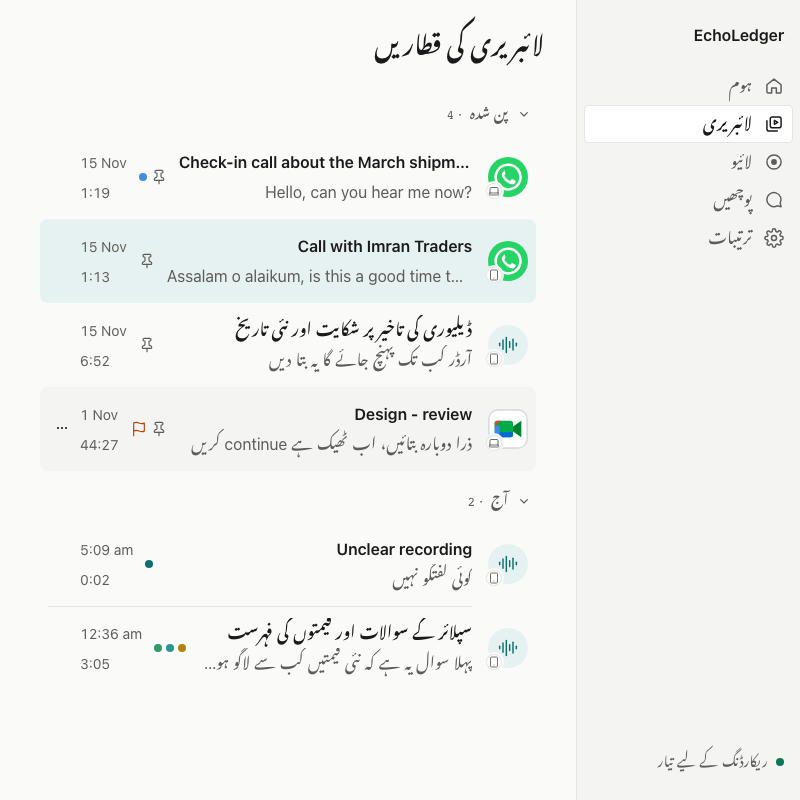 EchoLedger
ہوم
لائبریری
لائیو
پوچھیں
ترتیبات
ریکارڈنگ کے لیے تیار
لائبریری کی قطاریں
پن شدہ · 4
Check-in call about the March shipm...
15 Nov
Hello, can you hear me now?
1:19
Call with Imran Traders
15 Nov
Assalam o alaikum, is this a good time t...
1:13
ڈیلیوری کی تاخیر پر شکایت اور نئی تاریخ
15 Nov
آرڈر کب تک پہنچ جائے گا یہ بتا دیں
6:52
Design - review
1 Nov
ذرا دوبارہ بتائیں، اب ٹھیک ہے continue کریں
44:27
آج · 2
Unclear recording
5:09 am
کوئی گفتگو نہیں
0:02
سپلائر کے سوالات اور قیمتوں کی فہرست
12:36 am
پہلا سوال یہ ہے کہ نئی قیمتیں کب سے لاگو ہو...
3:05